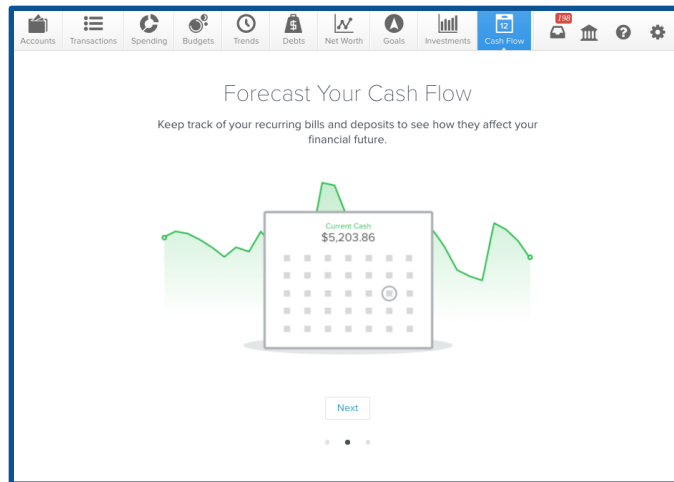 198
Accounts Transactions Spending Budgets Trends Debts Net Worth Goals Investments 12 Cash Flow
Forecast Your Cash Flow
Keep track of your recurring bills and deposits to see how they affect your
financial future.
Current Cash
$5,203.86
Next